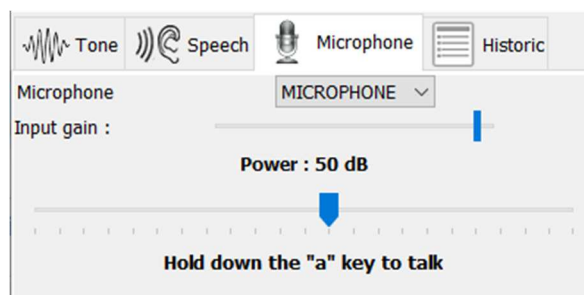 Tone Speech Microphone Historic
Microphone MICROPHONE
Input gain :
Power : 50 dB
Hold down the "a" key to talk